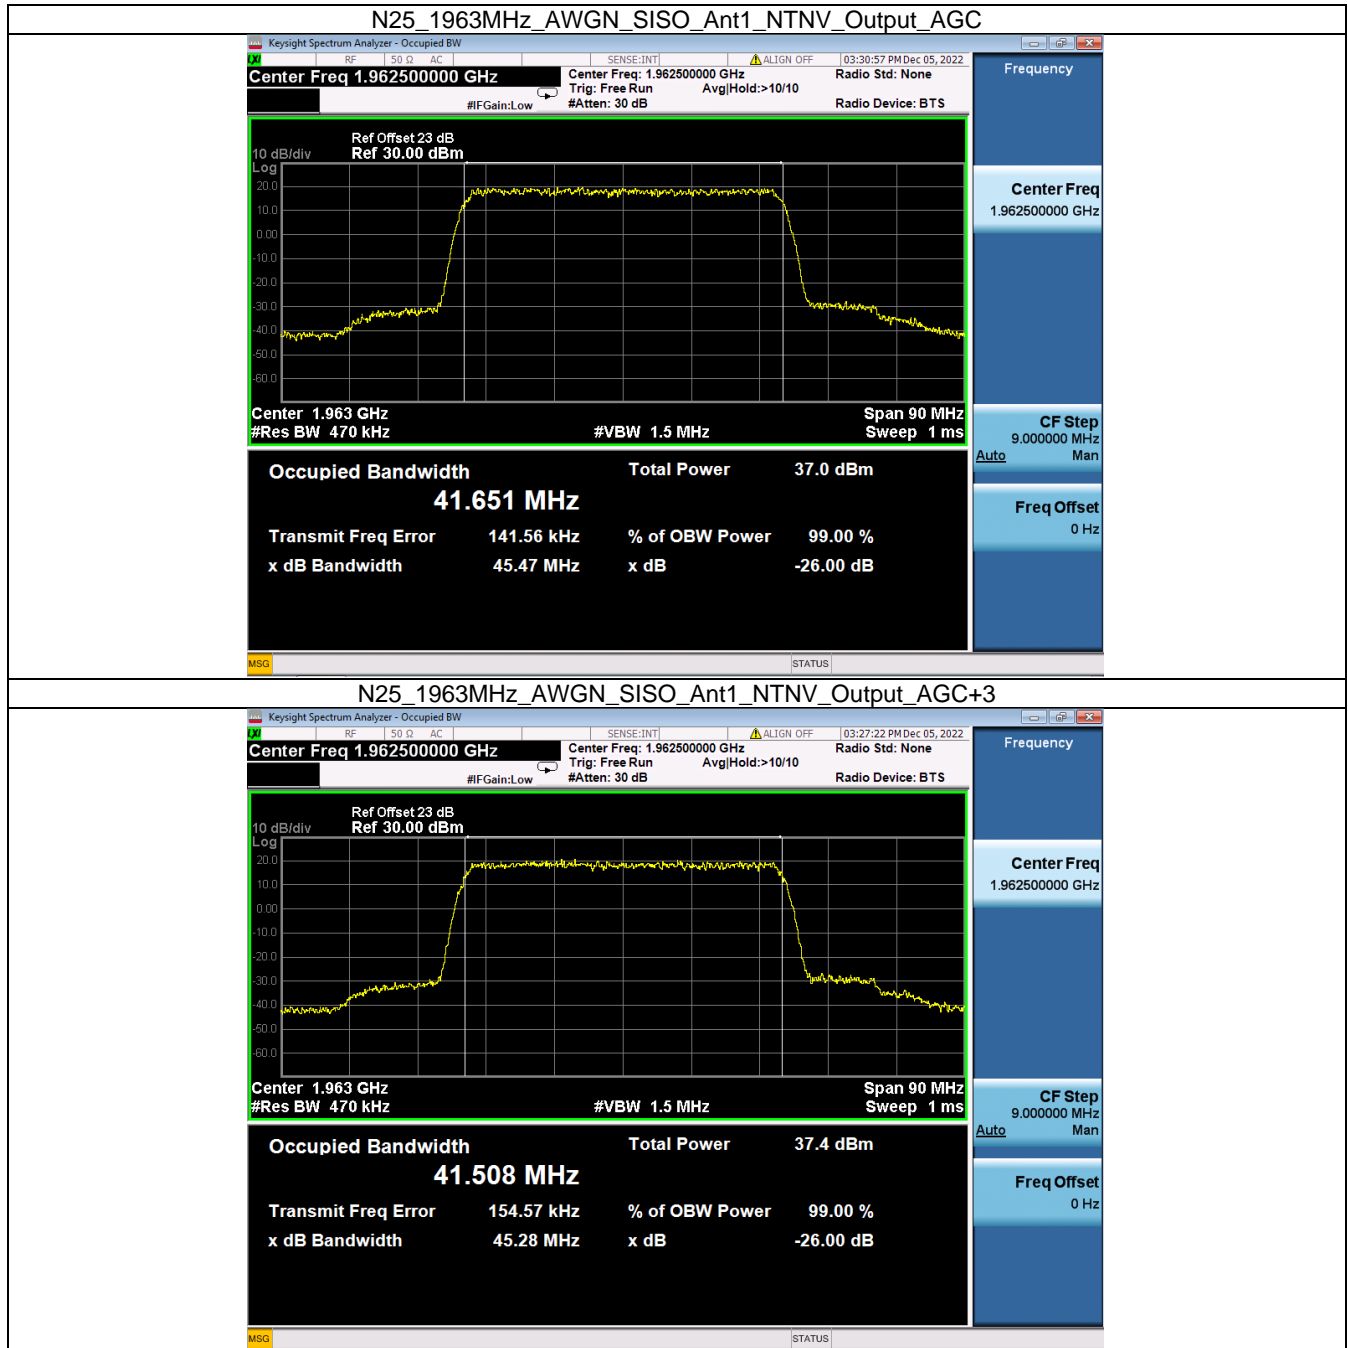 N25_1963MHz_AWGN_SISO_Ant1_NTNV_Output_AGC
Keysight Spectrum Analyzer - Occupied BW
LXI RF 50 Ω AC SENSE:INT ALIGN OFF 03:30:57 PM Dec 05, 2022
Center Freq 1.962500000 GHz
Center Freq: 1.962500000 GHz
Radio Std: None
Trig: Free Run Avg|Hold:>10/10
#IFGain:Low
#Atten: 30 dB
Radio Device: BTS
Frequency
Ref Offset 23 dB
10 dB/div Ref 30.00 dBm
Log
20.0
10.0
0.00
-10.0
-20.0
-30.0
-40.0
-50.0
-60.0
Center 1.963 GHz Span 90 MHz
#Res BW 470 kHz #VBW 1.5 MHz Sweep 1 ms
Center Freq
1.962500000 GHz
CF Step
9.000000 MHz
Auto Man
Freq Offset
0 Hz
Occupied Bandwidth Total Power 37.0 dBm
41.651 MHz
Transmit Freq Error 141.56 kHz % of OBW Power 99.00 %
x dB Bandwidth 45.47 MHz x dB -26.00 dB
MSG STATUS
N25_1963MHz_AWGN_SISO_Ant1_NTNV_Output_AGC+3
Keysight Spectrum Analyzer - Occupied BW
LXI RF 50 Ω AC SENSE:INT ALIGN OFF 03:27:22 PM Dec 05, 2022
Center Freq 1.962500000 GHz
Center Freq: 1.962500000 GHz
Radio Std: None
Trig: Free Run Avg|Hold:>10/10
#IFGain:Low
#Atten: 30 dB
Radio Device: BTS
Frequency
Ref Offset 23 dB
10 dB/div Ref 30.00 dBm
Log
20.0
10.0
0.00
-10.0
-20.0
-30.0
-40.0
-50.0
-60.0
Center 1.963 GHz Span 90 MHz
#Res BW 470 kHz #VBW 1.5 MHz Sweep 1 ms
Center Freq
1.962500000 GHz
CF Step
9.000000 MHz
Auto Man
Freq Offset
0 Hz
Occupied Bandwidth Total Power 37.4 dBm
41.508 MHz
Transmit Freq Error 154.57 kHz % of OBW Power 99.00 %
x dB Bandwidth 45.28 MHz x dB -26.00 dB
MSG STATUS